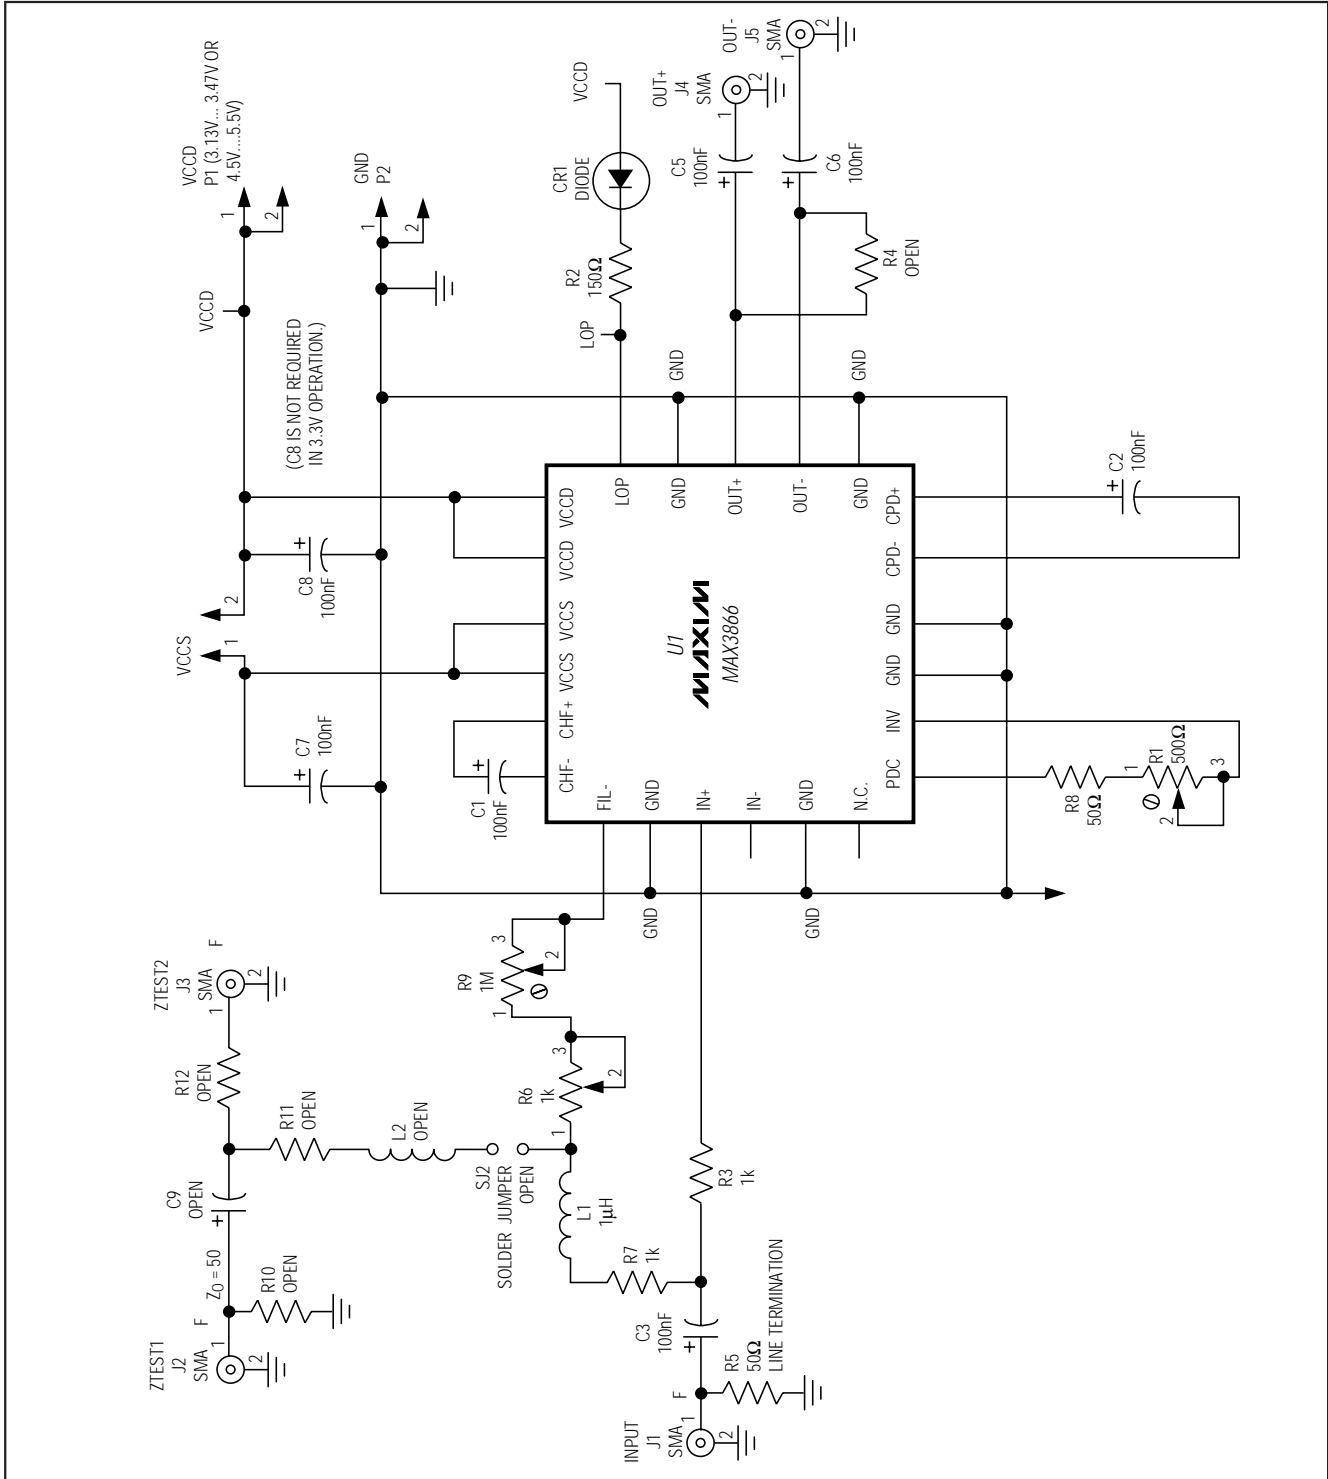 ZTEST1
J2
SMA
1
2
F
Z0 = 50
R10
OPEN
C9
OPEN
+
R12
OPEN
ZTEST2
J3
SMA
1
2
F
R11
OPEN
L2
OPEN
SJ2
SOLDER JUMPER
OPEN
L1
1μH
R7
1k
R6
1k
1
2
3
R9
1M
1
2
3
INPUT
J1
SMA
1
2
F
R5
50Ω
LINE TERMINATION
C3
100nF
+
R3
1k
GND
GND
C7
100nF
+
C1
100nF
+
VCCS
1
2
C8
100nF
+
(C8 IS NOT REQUIRED
IN 3.3V OPERATION.)
VCCD
VCCD
P1 (3.13V... 3.47V OR
4.5V....5.5V)
1
2
GND
P2
1
2
CHF-
CHF+
VCCS
VCCS
VCCD
VCCD
FIL-
GND
IN+
IN-
GND
N.C.
U1
MAXIM
MAX3866
LOP
GND
OUT+
OUT-
GND
PDC
INV
GND
GND
CPD-
CPD+
R8
50Ω
R1
500Ω
1
2
3
C2
100nF
+
GND
GND
LOP
R2
150Ω
CR1
DIODE
VCCD
R4
OPEN
C5
100nF
+
C6
100nF
+
OUT+
J4
SMA
1
2
OUT-
J5
SMA
1
2